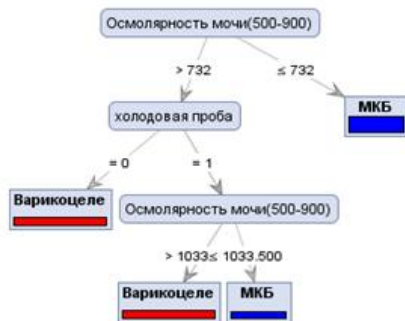 Осмолярность мочи(500-900)
> 732
≤ 732
холодовая проба
МКБ
= 0
= 1
Варикоцеле
Осмолярность мочи(500-900)
> 1033
≤ 1033.500
Варикоцеле
МКБ